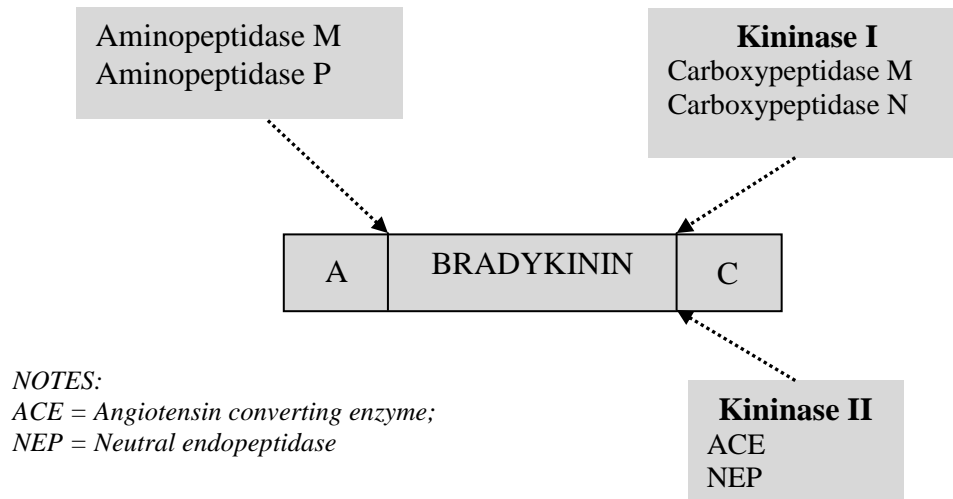 Aminopeptidase M
Aminopeptidase P
Kininase I
Carboxypeptidase M
Carboxypeptidase N
A
BRADYKININ
C
NOTES:
ACE = Angiotensin converting enzyme;
NEP = Neutral endopeptidase
Kininase II
ACE
NEP